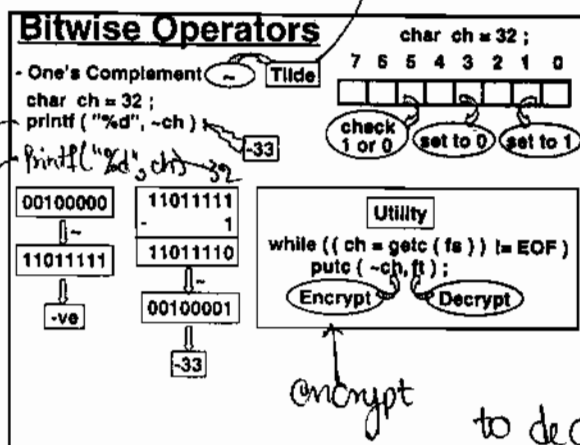 Bitwise Operators
- One's Complement ~ Tilde
char ch = 32 ;
printf ( "%d", ~ch ) ;
-33
printf("%d", ch) 32
00100000
~
11011111
-ve
11011111
- 1
11011110
~
00100001
-33
char ch = 32 ;
7 6 5 4 3 2 1 0
check
1 or 0
set to 0
set to 1
Utility
while (( ch = getc ( fs )) != EOF )
putc ( ~ch, ft ) ;
Encrypt Decrypt
encrypt
to dec